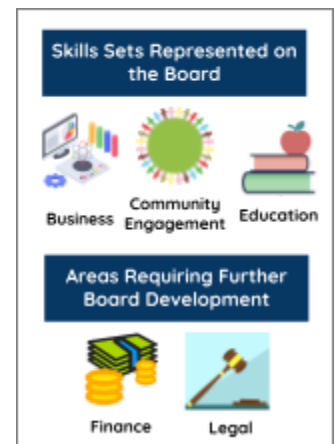 Skills Sets Represented on
the Board
Business
Community
Engagement
Education
Areas Requiring Further
Board Development
Finance
Legal